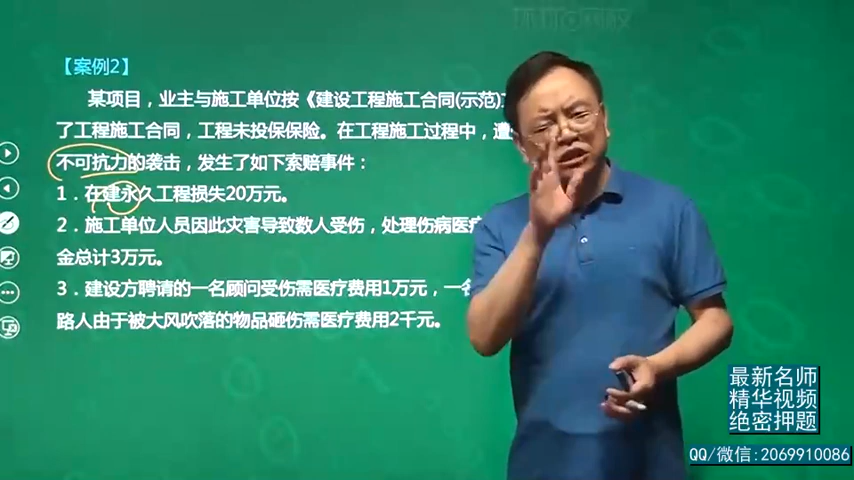 【案例2】
某项目，业主与施工单位按《建设工程施工合同(示范)
了工程施工合同，工程未投保保险。在工程施工过程中，遭
不可抗力的袭击，发生了如下索赔事件：
1．在建永久工程损失20万元。
2．施工单位人员因此灾害导致数人受伤，处理伤病医疗
金总计3万元。
3．建设方聘请的一名顾问受伤需医疗费用1万元，一名
路人由于被大风吹落的物品砸伤需医疗费用2千元。
最新名师
精华视频
绝密押题
QQ/微信:2069910086